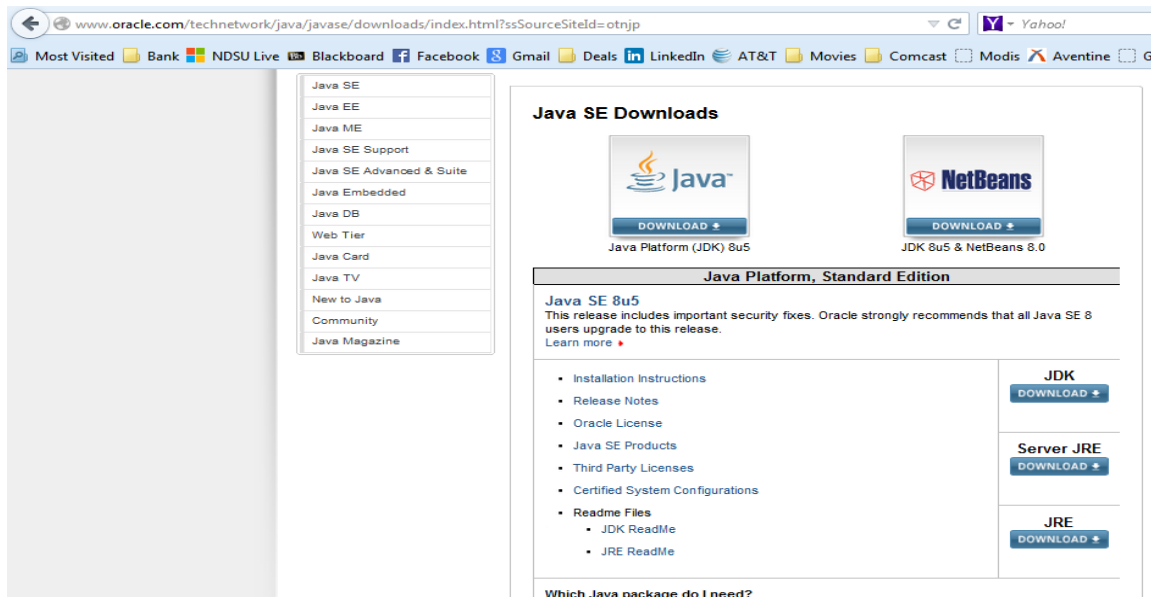 www.oracle.com/technetwork/java/javase/downloads/index.html?ssSourceSiteId=otnjp
Yahoo!
Most Visited Bank NDSU Live Blackboard Facebook Gmail Deals LinkedIn AT&T Movies Comcast Modis Aventine G
Java SE
Java EE
Java ME
Java SE Support
Java SE Advanced & Suite
Java Embedded
Java DB
Web Tier
Java Card
Java TV
New to Java
Community
Java Magazine
Java SE Downloads
Java™
DOWNLOAD
Java Platform (JDK) 8u5
NetBeans
DOWNLOAD
JDK 8u5 & NetBeans 8.0
Java Platform, Standard Edition
Java SE 8u5
This release includes important security fixes. Oracle strongly recommends that all Java SE 8
users upgrade to this release.
Learn more
Installation Instructions
Release Notes
Oracle License
Java SE Products
Third Party Licenses
Certified System Configurations
Readme Files
JDK ReadMe
JRE ReadMe
JDK
DOWNLOAD
Server JRE
DOWNLOAD
JRE
DOWNLOAD
Which Java package do I need?